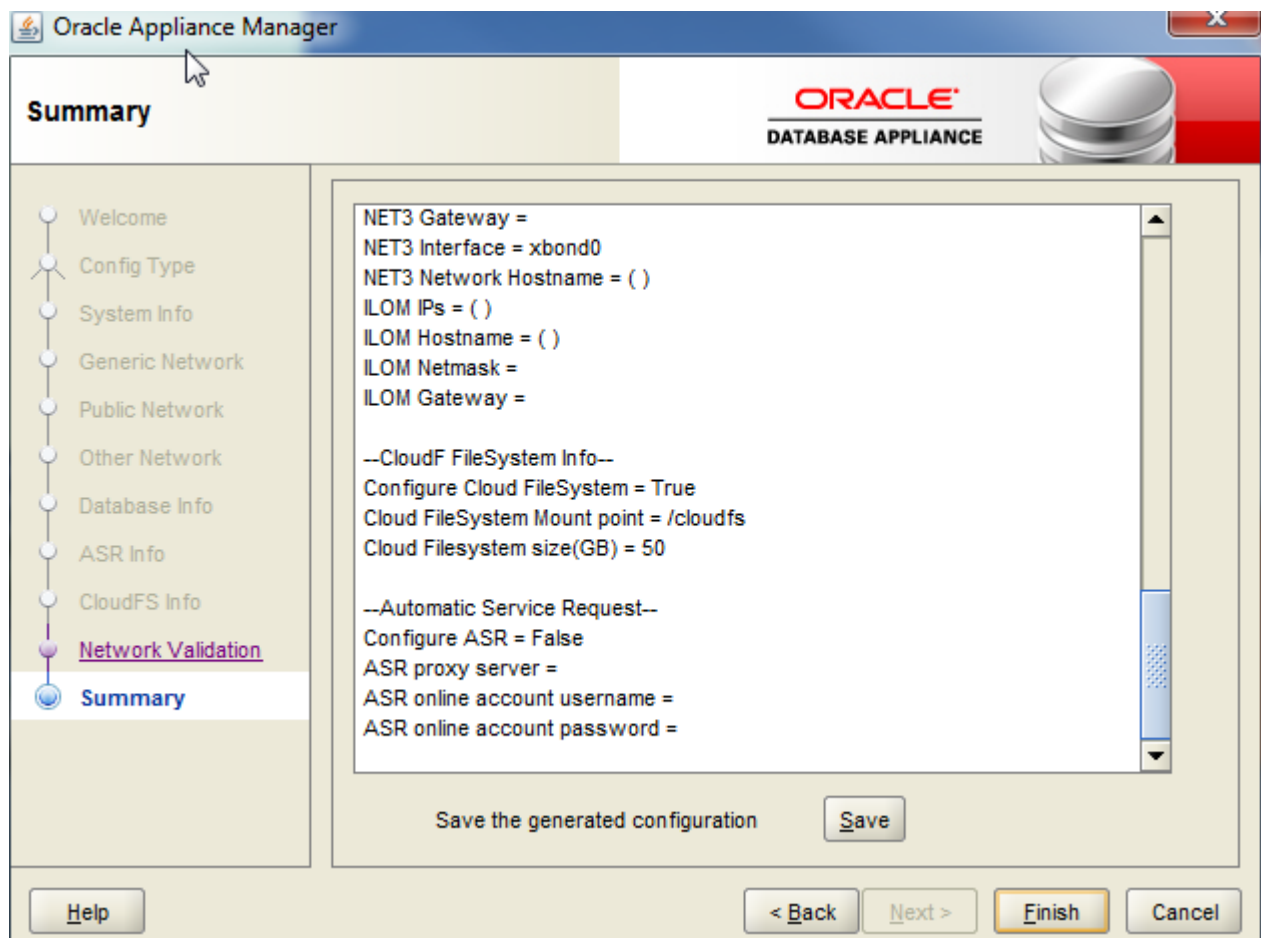 Oracle Appliance Manager
Summary
ORACLE
DATABASE APPLIANCE
Welcome
Config Type
System Info
Generic Network
Public Network
Other Network
Database Info
ASR Info
CloudFS Info
Network Validation
Summary
NET3 Gateway =
NET3 Interface = xbond0
NET3 Network Hostname = ( )
ILOM IPs = ( )
ILOM Hostname = ( )
ILOM Netmask =
ILOM Gateway =
--CloudF FileSystem Info--
Configure Cloud FileSystem = True
Cloud FileSystem Mount point = /cloudfs
Cloud Filesystem size(GB) = 50
--Automatic Service Request--
Configure ASR = False
ASR proxy server =
ASR online account username =
ASR online account password =
Save the generated configuration Save
Help < Back Next > Finish Cancel